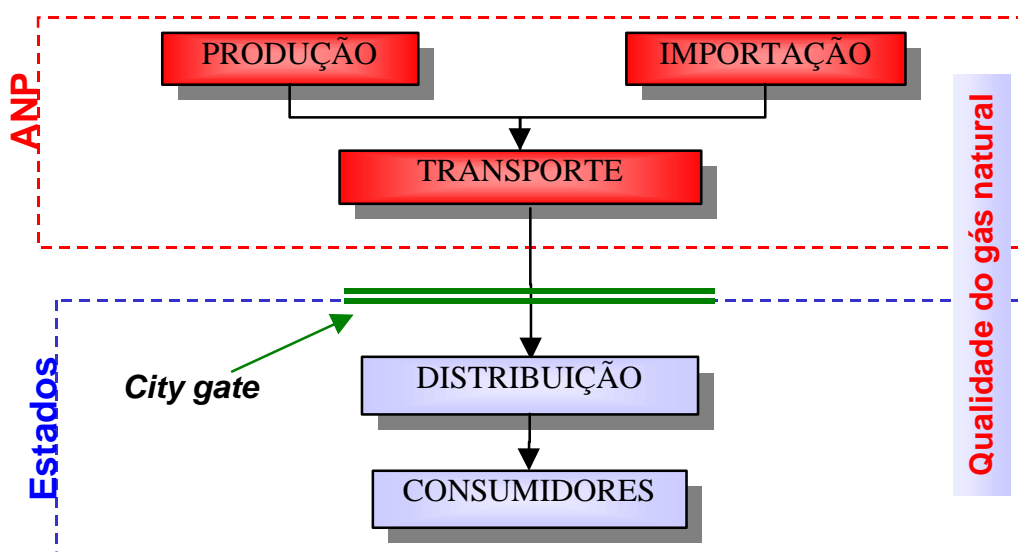 PRODUÇÃO
IMPORTAÇÃO
ANP
TRANSPORTE
Qualidade do gás natural
City gate
Estados
DISTRIBUIÇÃO
CONSUMIDORES